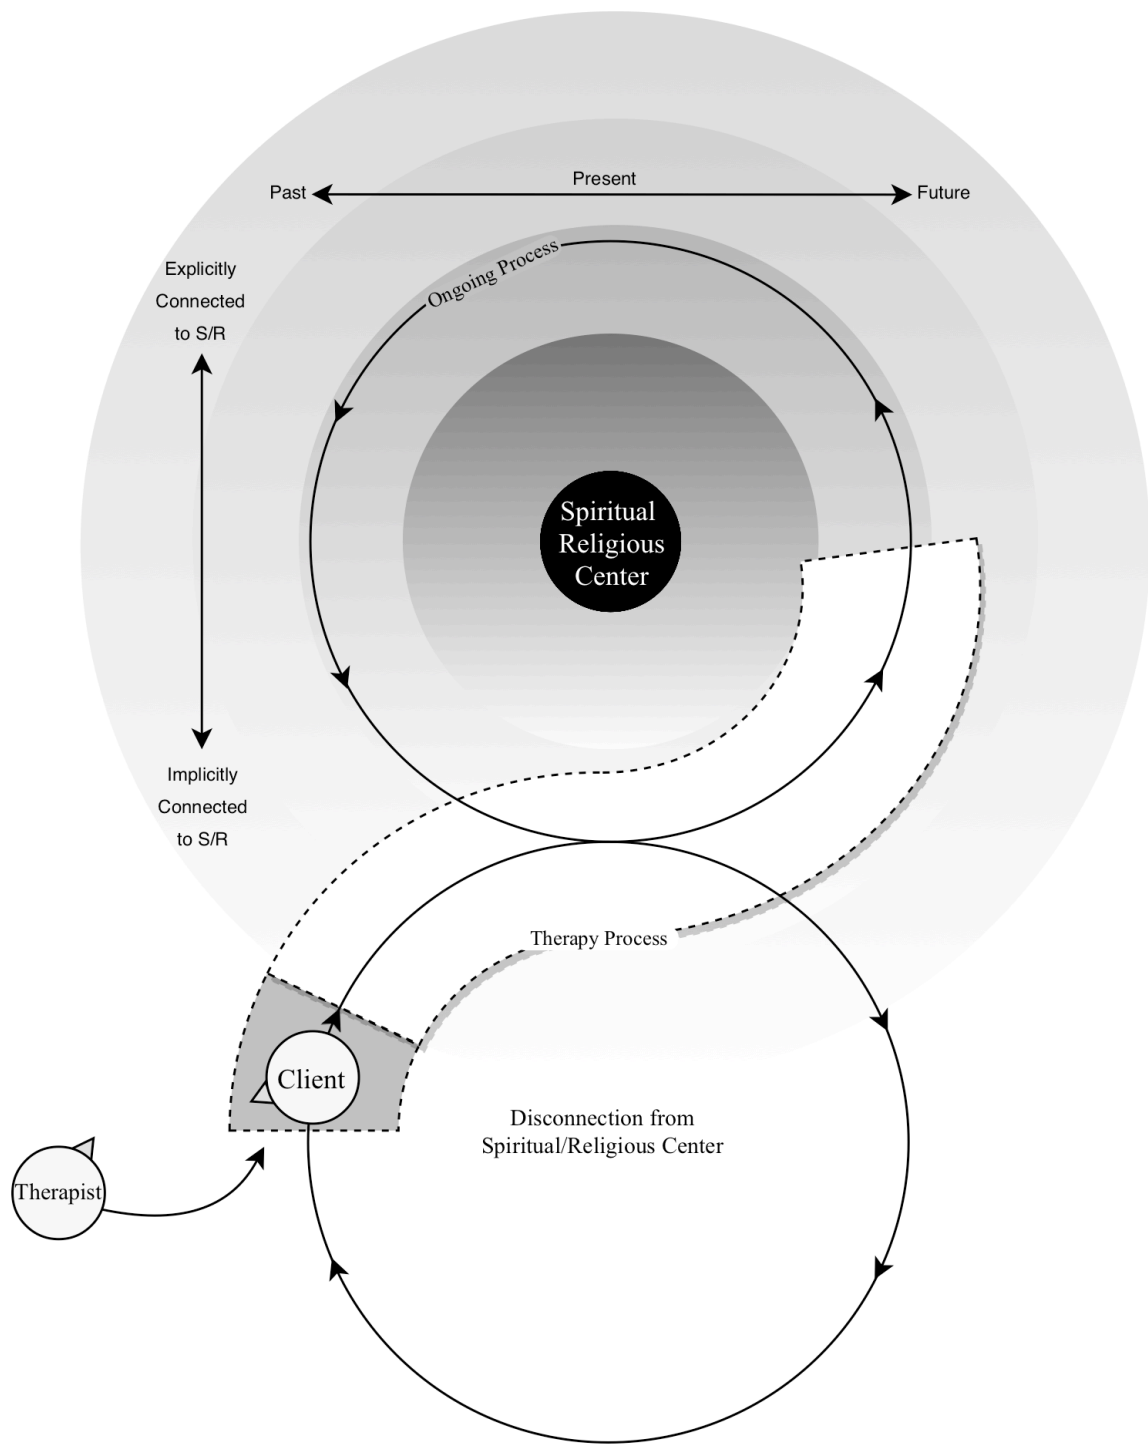 Present
Past
Future
Ongoing Process
Explicitly
Connected
to S/R
Spiritual
Religious
Center
Implicitly
Connected
to S/R
Therapy Process
Client
Disconnection from
Spiritual/Religious Center
Therapist